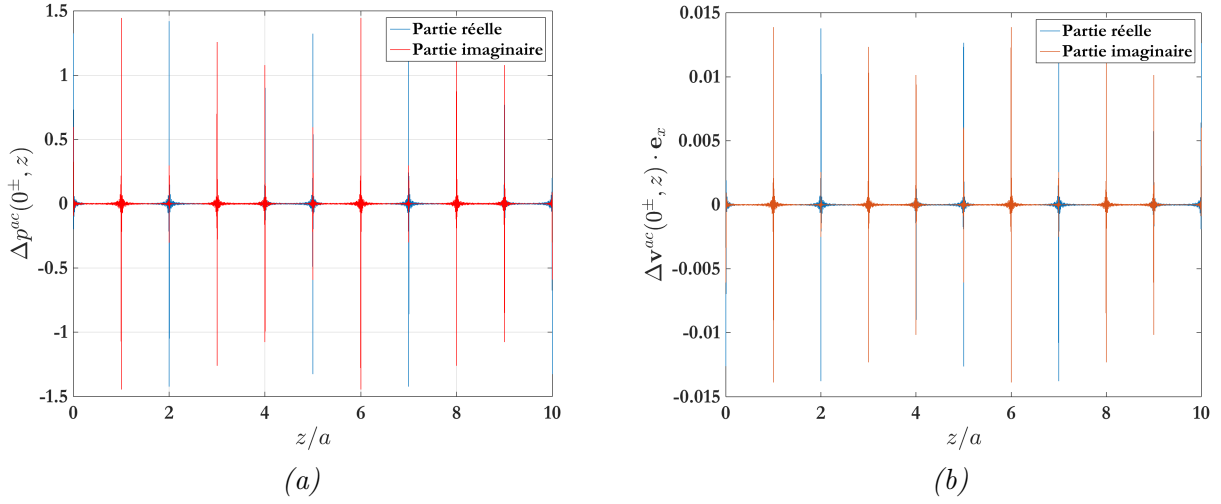 Partie réelle
Partie imaginaire
1.5
1
0.5
0
-0.5
-1
-1.5
Δp^{ac}(0^±, z)
0 2 4 6 8 10
z/a
(a)
Partie réelle
Partie imaginaire
0.015
0.01
0.005
0
-0.005
-0.01
-0.015
Δv^{ac}(0^±, z) · e_x
0 2 4 6 8 10
z/a
(b)